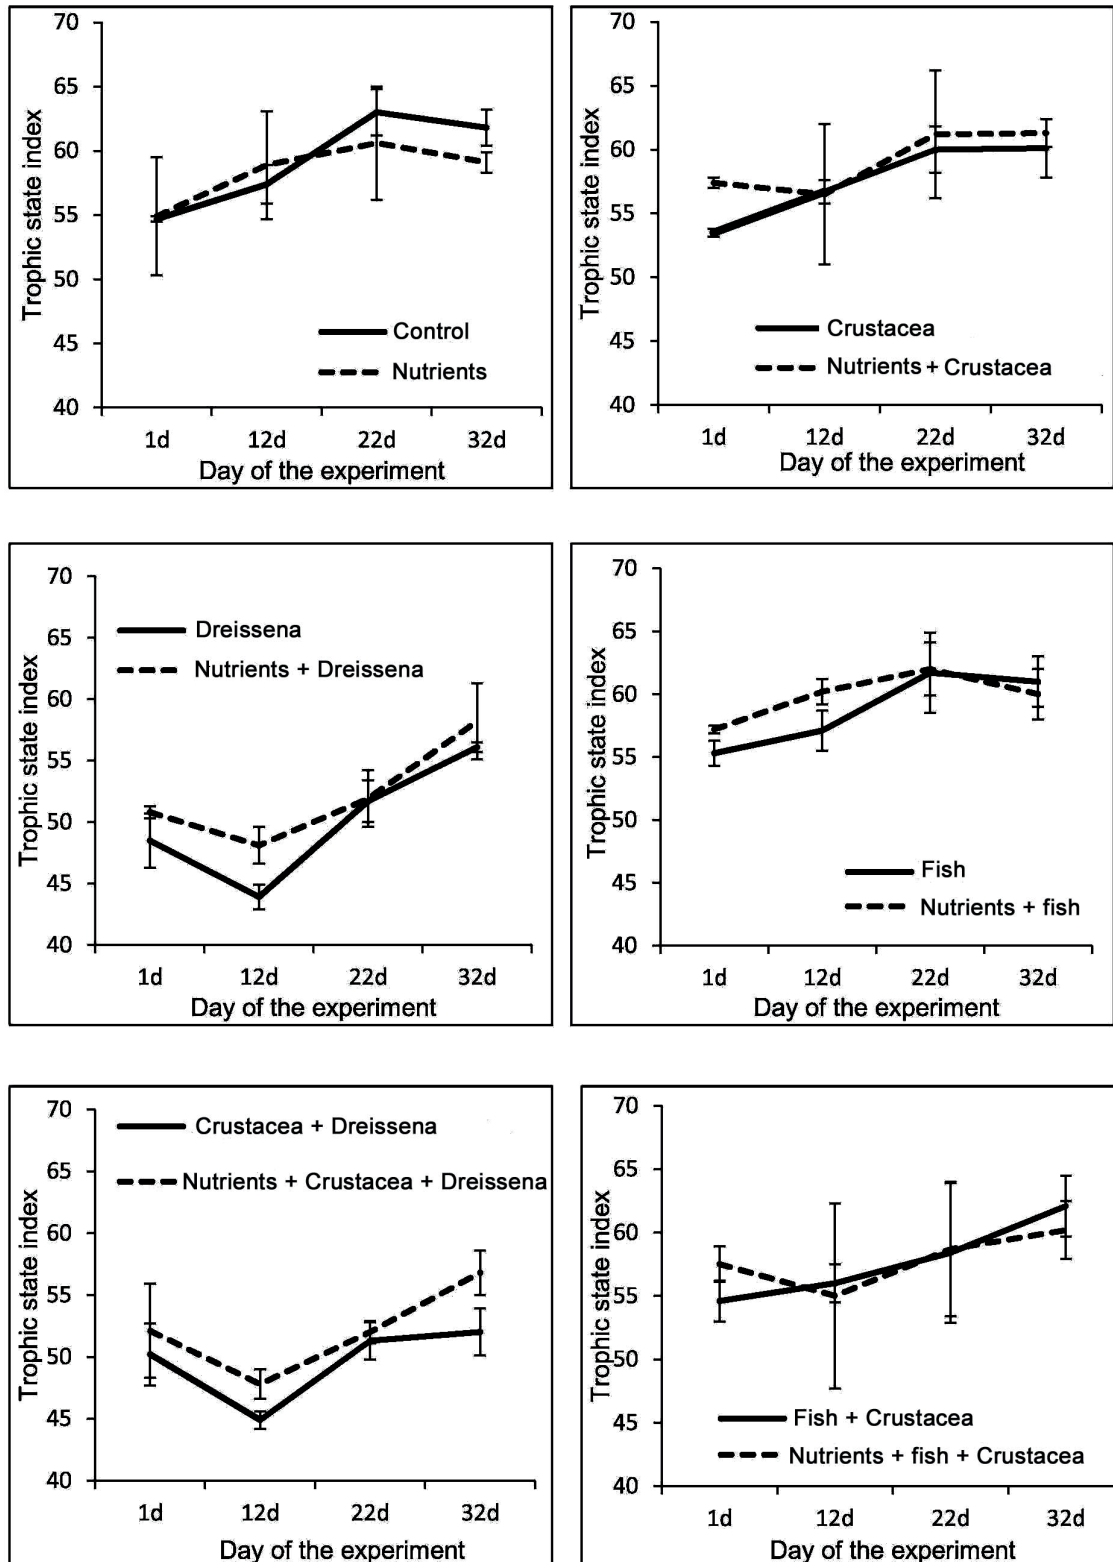 Trophic state index
70
65
60
55
50
45
40
Control
Nutrients
1d 12d 22d 32d
Day of the experiment
Trophic state index
70
65
60
55
50
45
40
Crustacea
Nutrients + Crustacea
1d 12d 22d 32d
Day of the experiment
Trophic state index
70
65
60
55
50
45
40
Dreissena
Nutrients + Dreissena
1d 12d 22d 32d
Day of the experiment
Trophic state index
70
65
60
55
50
45
40
Fish
Nutrients + fish
1d 12d 22d 32d
Day of the experiment
Trophic state index
70
65
60
55
50
45
40
Crustacea + Dreissena
Nutrients + Crustacea + Dreissena
1d 12d 22d 32d
Day of the experiment
Trophic state index
70
65
60
55
50
45
40
Fish + Crustacea
Nutrients + fish + Crustacea
1d 12d 22d 32d
Day of the experiment